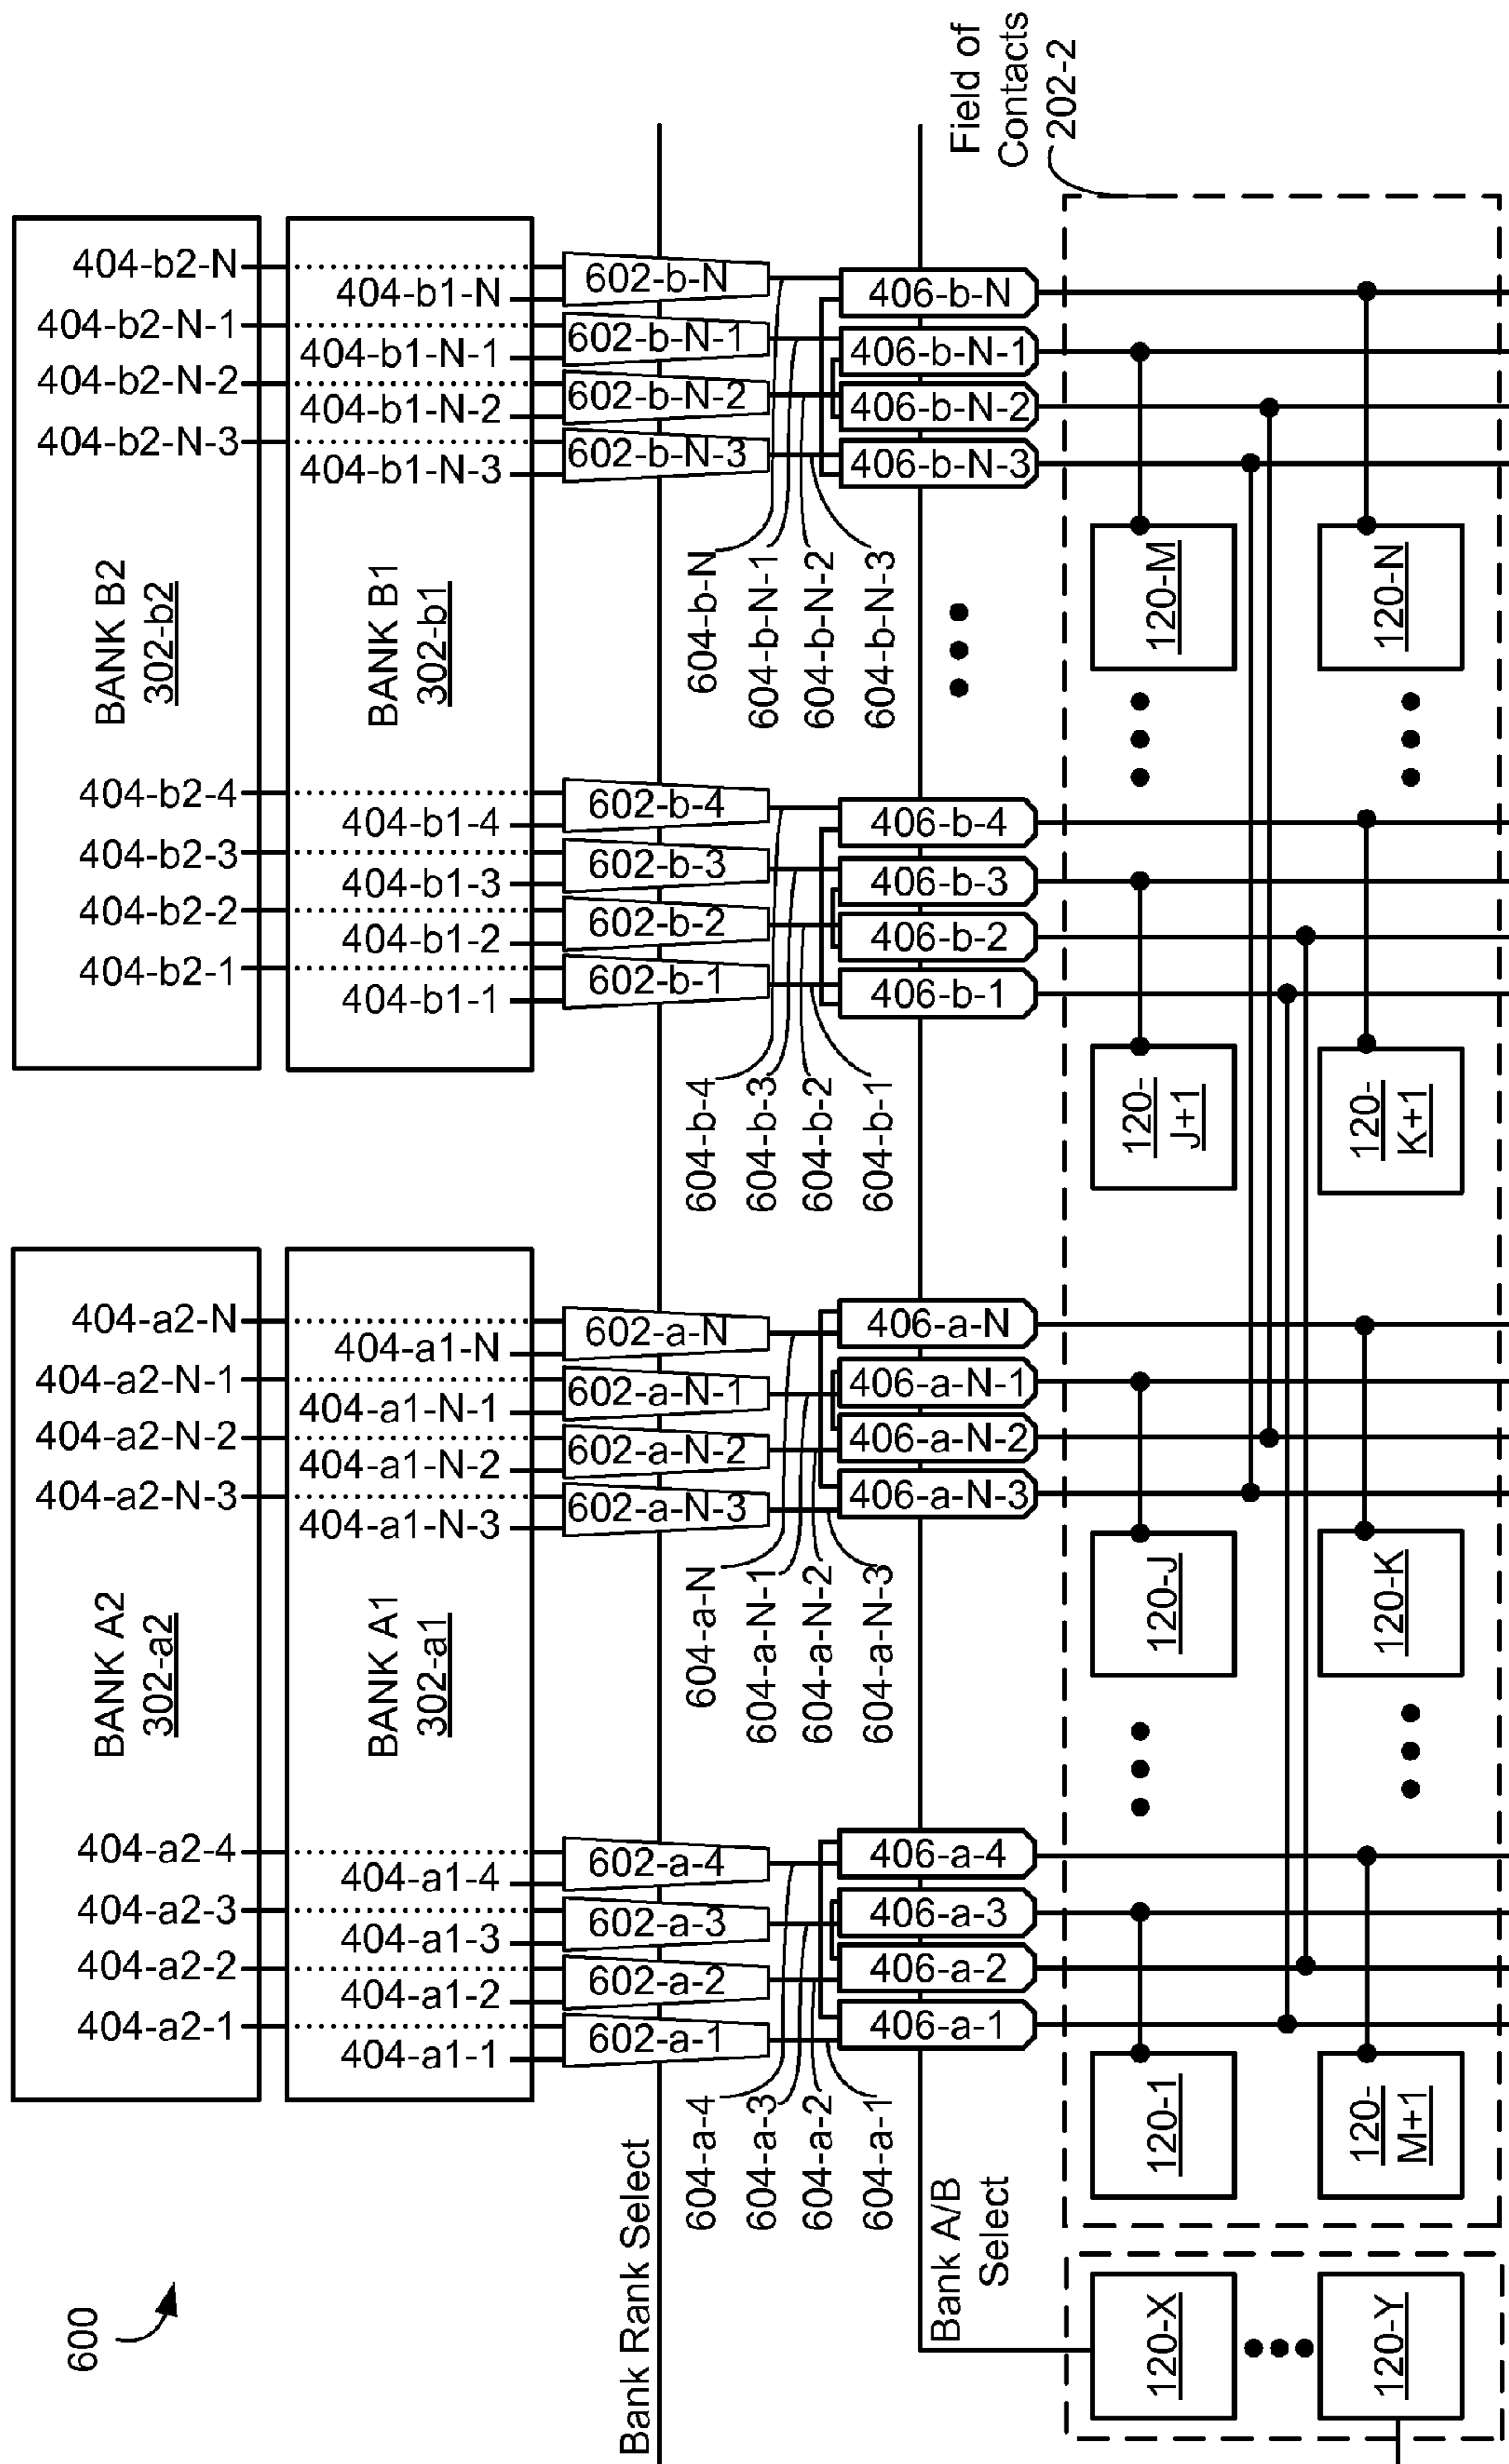 600
BANK A2
302-a2
404-a2-1
404-a2-2
404-a2-3
404-a2-4
404-a2-N-3
404-a2-N-2
404-a2-N-1
404-a2-N
BANK B2
302-b2
404-b2-1
404-b2-2
404-b2-3
404-b2-4
404-b2-N-3
404-b2-N-2
404-b2-N-1
404-b2-N
BANK A1
302-a1
404-a1-1
404-a1-2
404-a1-3
404-a1-4
404-a1-N-3
404-a1-N-2
404-a1-N-1
404-a1-N
BANK B1
302-b1
404-b1-1
404-b1-2
404-b1-3
404-b1-4
404-b1-N-3
404-b1-N-2
404-b1-N-1
404-b1-N
Bank Rank Select
602-a-1
602-a-2
602-a-3
602-a-4
602-a-N-3
602-a-N-2
602-a-N-1
602-a-N
602-b-1
602-b-2
602-b-3
602-b-4
602-b-N-3
602-b-N-2
602-b-N-1
602-b-N
604-a-4
604-a-3
604-a-2
604-a-1
604-a-N
604-a-N-1
604-a-N-2
604-a-N-3
604-b-4
604-b-3
604-b-2
604-b-1
604-b-N
604-b-N-1
604-b-N-2
604-b-N-3
Bank A/B
Select
406-a-1
406-a-2
406-a-3
406-a-4
406-a-N-3
406-a-N-2
406-a-N-1
406-a-N
406-b-1
406-b-2
406-b-3
406-b-4
406-b-N-3
406-b-N-2
406-b-N-1
406-b-N
Field of
Contacts
202-2
120-X
120-1
120-J
120-
J+1
120-M
120-Y
120-
M+1
120-K
120-
K+1
120-N